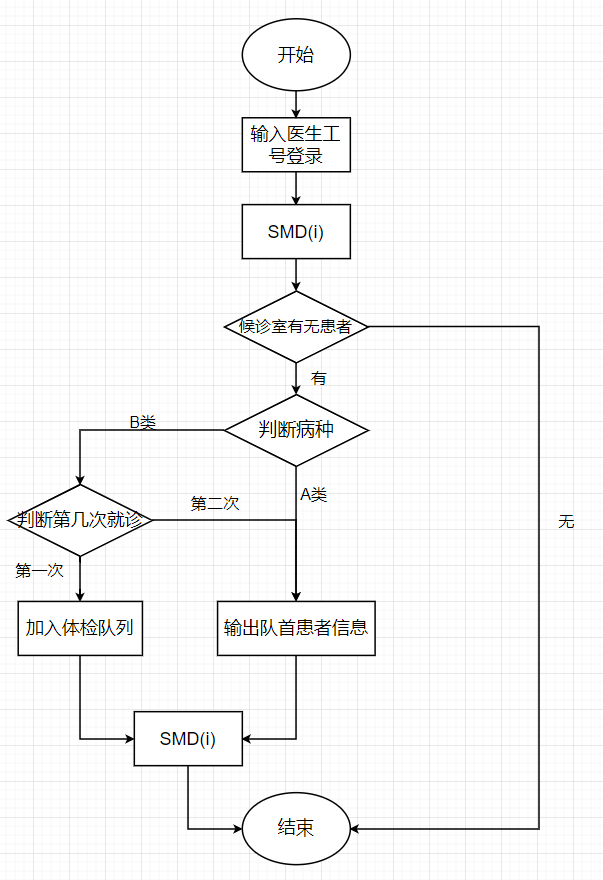 开始
输入医生工
号登录
SMD(i)
候诊室有无患者
有
判断病种
B类
A类
判断第几次就诊
第二次
无
第一次
加入体检队列
输出队首患者信息
SMD(i)
结束